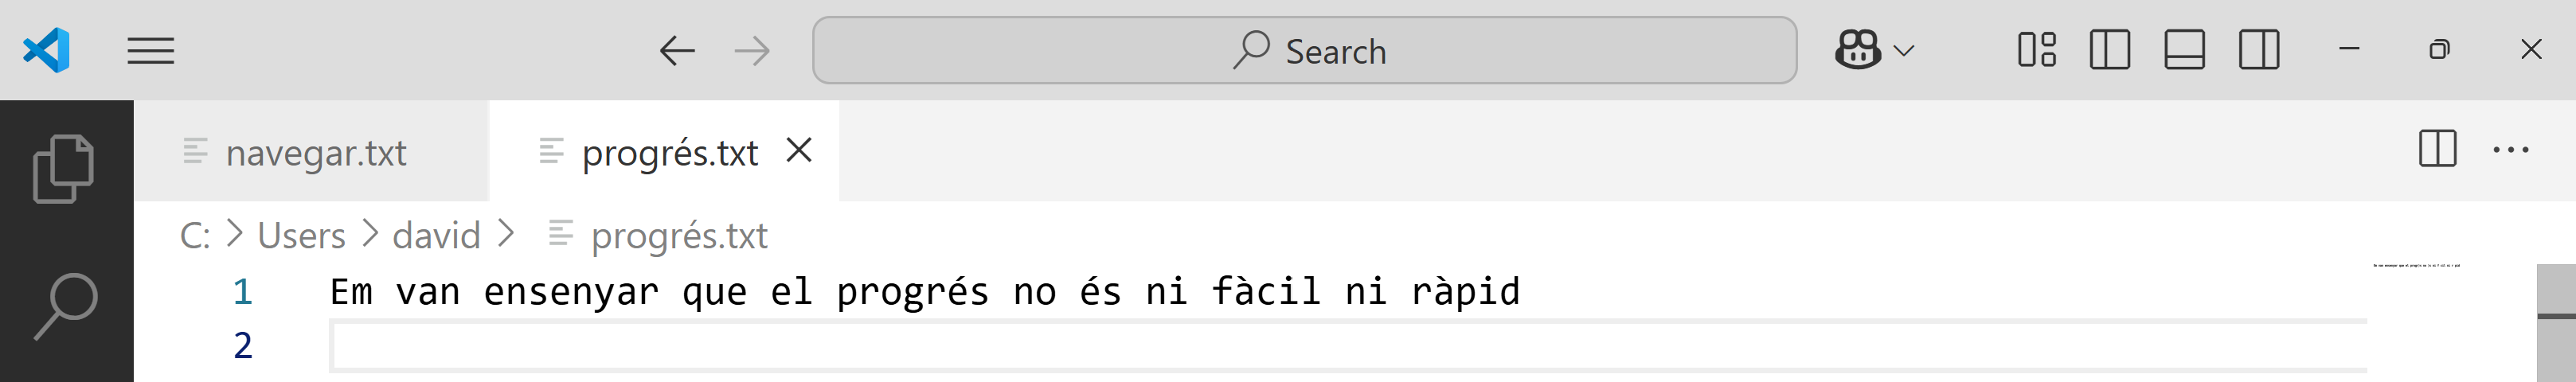 Search
navegar.txt progrés.txt
C: > Users > david > progrés.txt
1 Em van ensenyar que el progrés no és ni fàcil ni ràpid
2